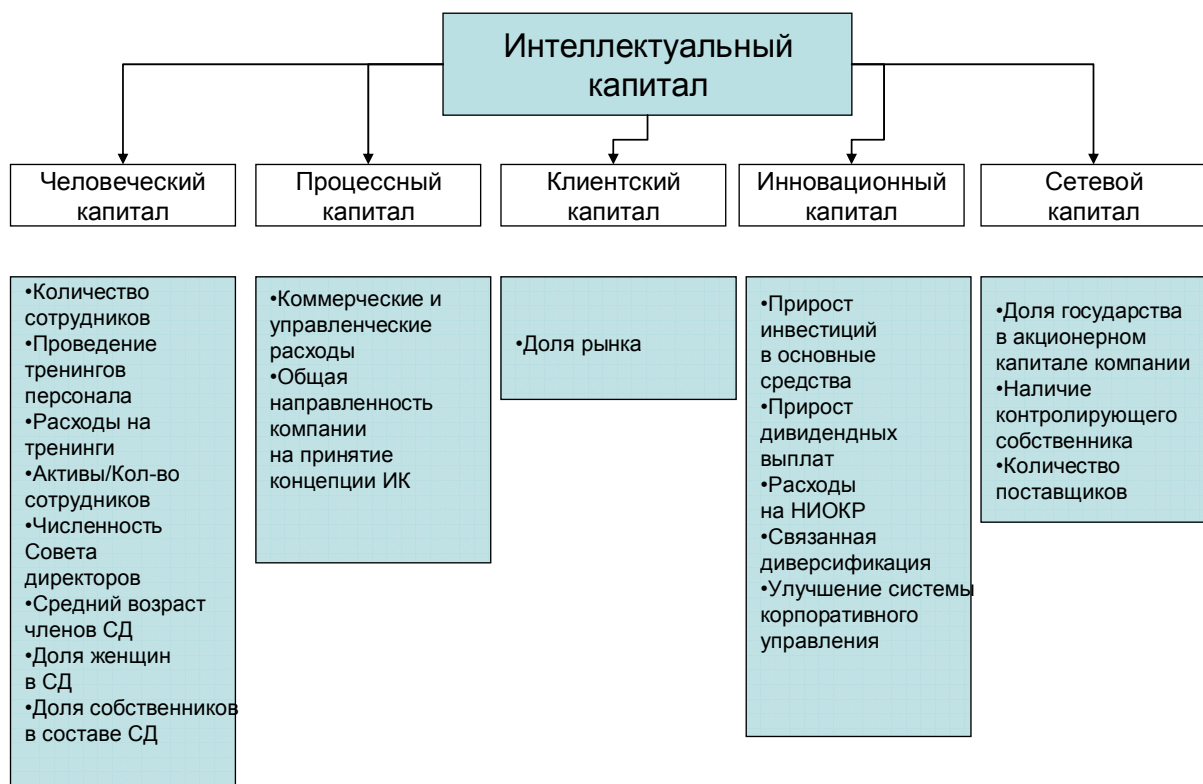 Интеллектуальный
капитал
Человеческий
капитал
Процессный
капитал
Клиентский
капитал
Инновационный
капитал
Сетевой
капитал
•Количество
сотрудников
•Проведение
тренингов
персонала
•Расходы на
тренинги
•Активы/Кол-во
сотрудников
•Численность
Совета
директоров
•Средний возраст
членов СД
•Доля женщин
в СД
•Доля собственников
в составе СД
•Коммерческие и
управленческие
расходы
•Общая
направленность
компании
на принятие
концепции ИК
•Доля рынка
•Прирост
инвестиций
в основные
средства
•Прирост
дивидендных
выплат
•Расходы
на НИОКР
•Связанная
диверсификация
•Улучшение системы
корпоративного
управления
•Доля государства
в акционерном
капитале компании
•Наличие
контролирующего
собственника
•Количество
поставщиков